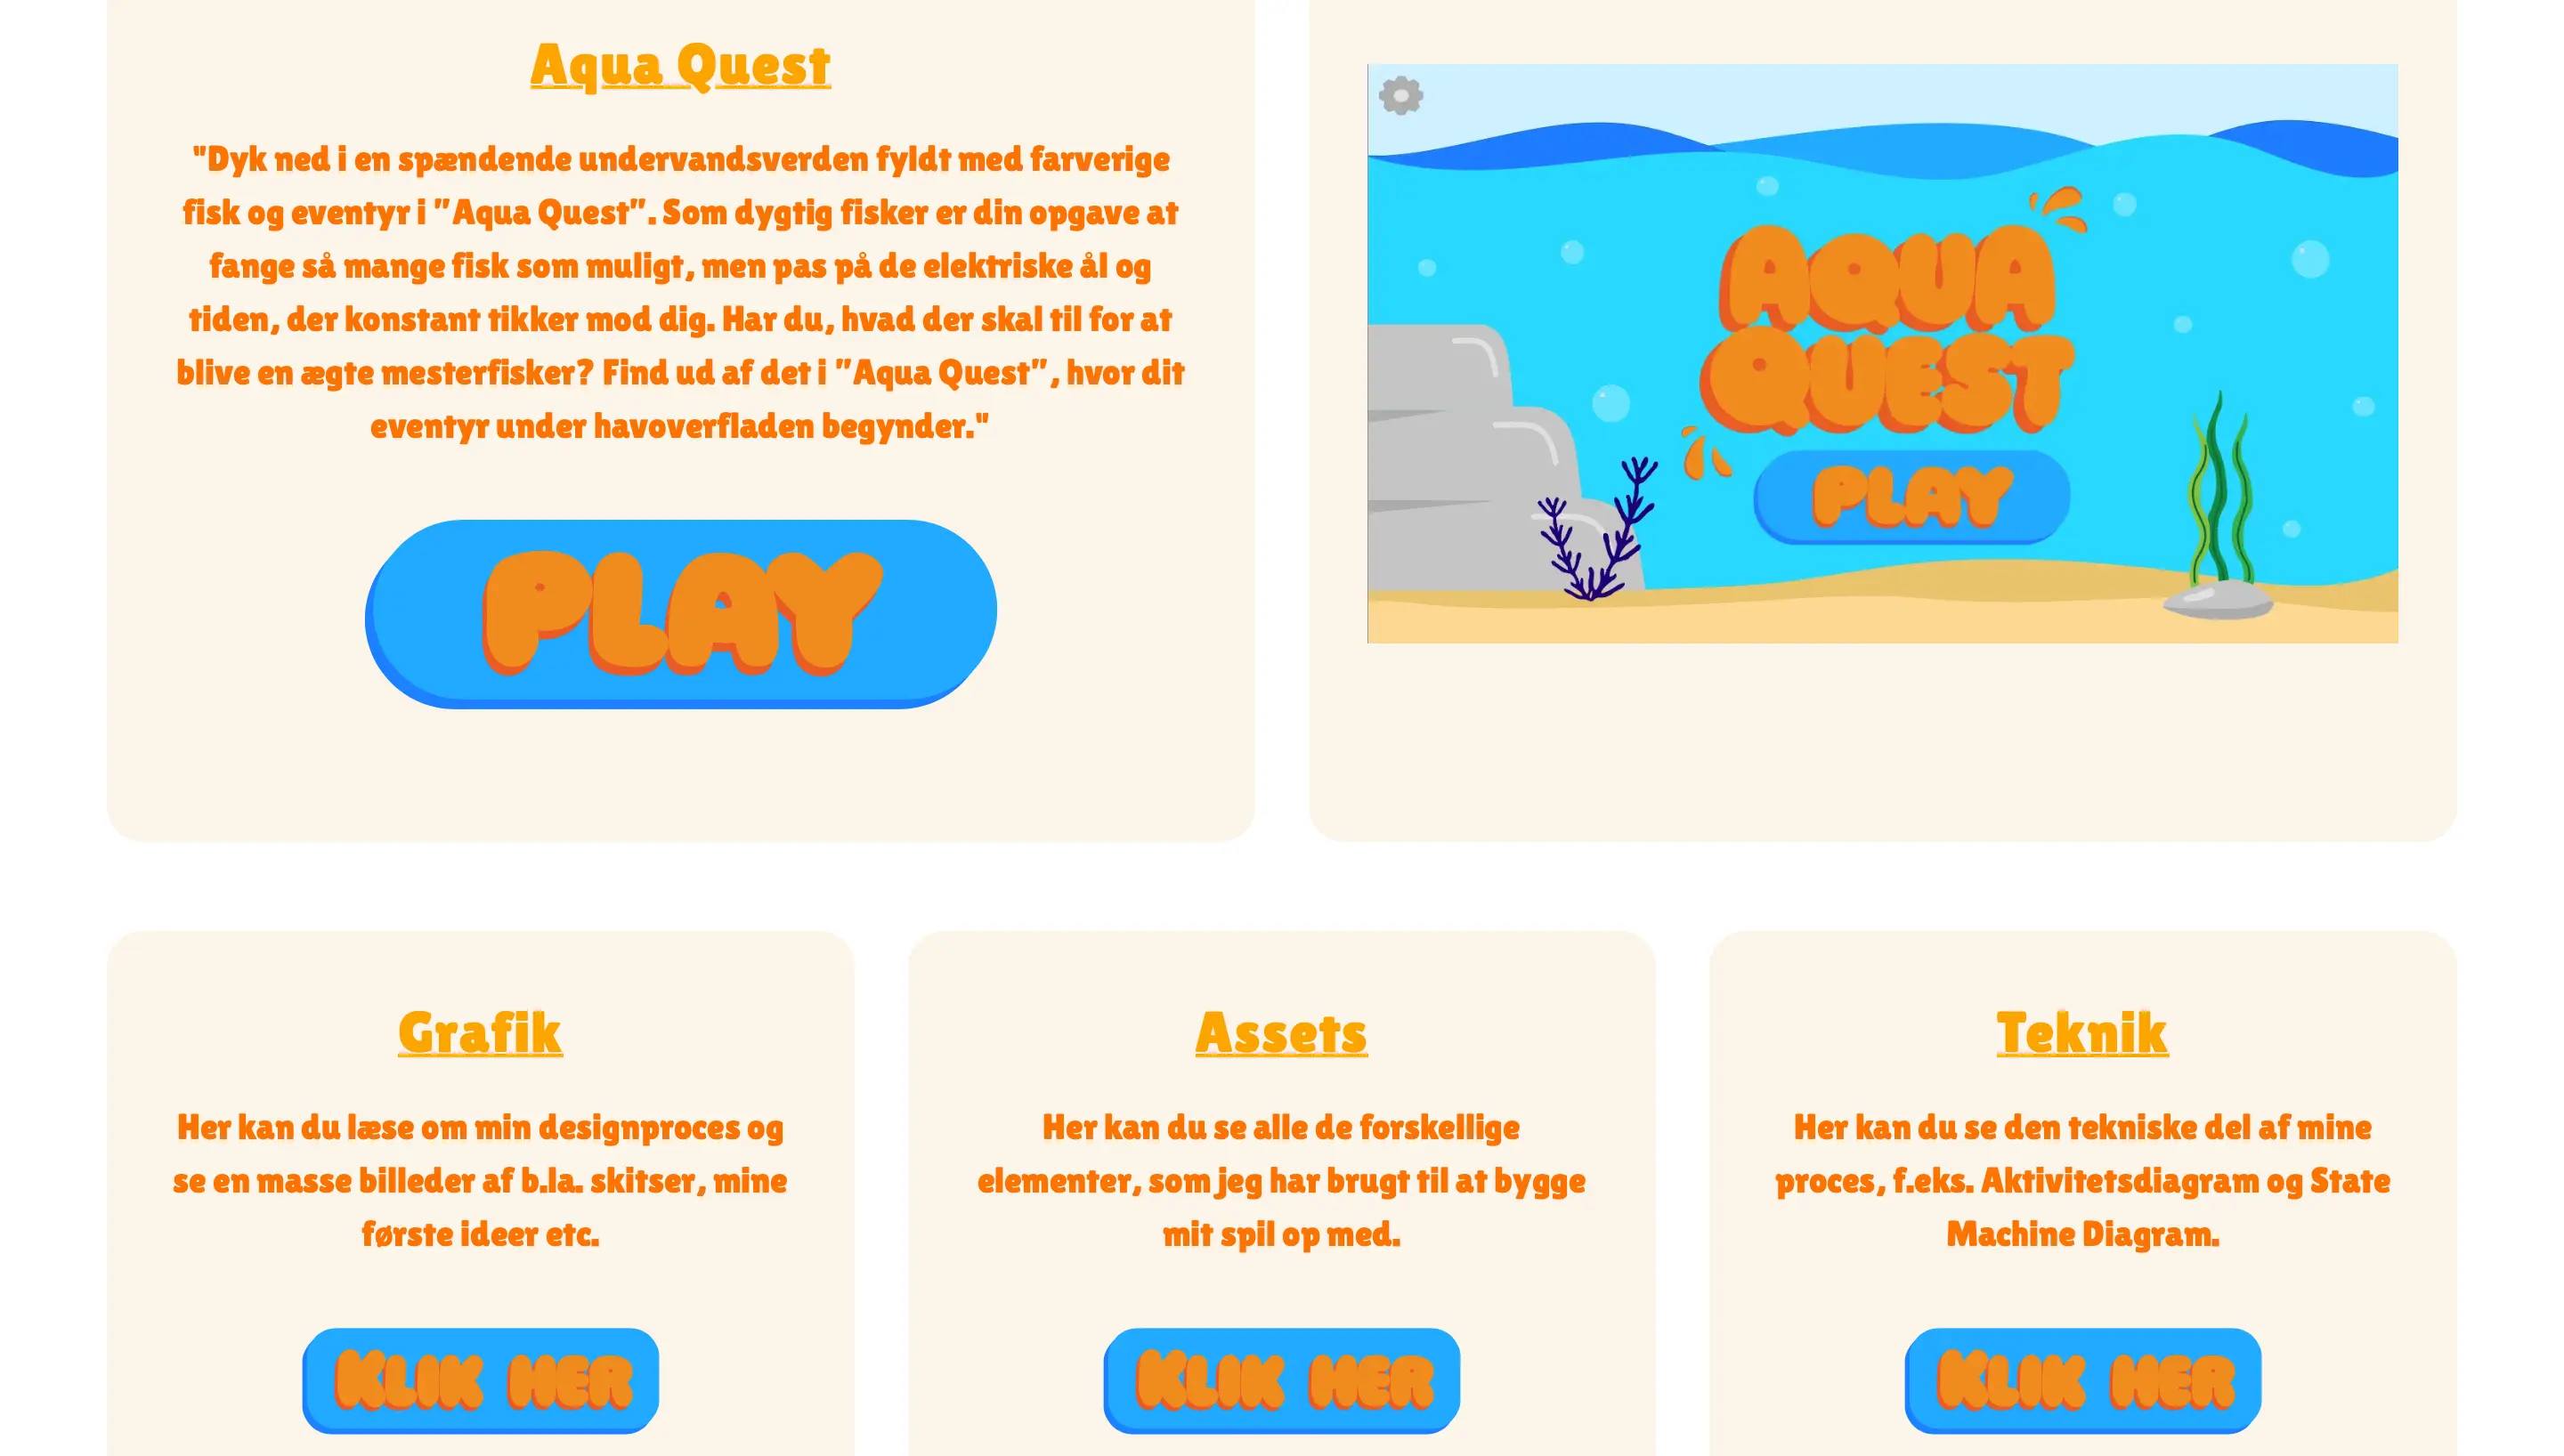 Aqua Quest
"Dyk ned i en spændende undervandsverden fyldt med farverige
fisk og eventyr i "Aqua Quest". Som dygtig fisker er din opgave at
fange så mange fisk som muligt, men pas på de elektriske ål og
tiden, der konstant tikker mod dig. Har du, hvad der skal til for at
blive en ægte mesterfisker? Find ud af det i "Aqua Quest", hvor dit
eventyr under havoverfladen begynder."
PLAY
AQUA
QUEST
PLAY
Grafik
Her kan du læse om min designproces og
se en masse billeder af b.la. skitser, mine
første ideer etc.
KLIK HER
Assets
Her kan du se alle de forskellige
elementer, som jeg har brugt til at bygge
mit spil op med.
KLIK HER
Teknik
Her kan du se den tekniske del af mine
proces, f.eks. Aktivitetsdiagram og State
Machine Diagram.
KLIK HER